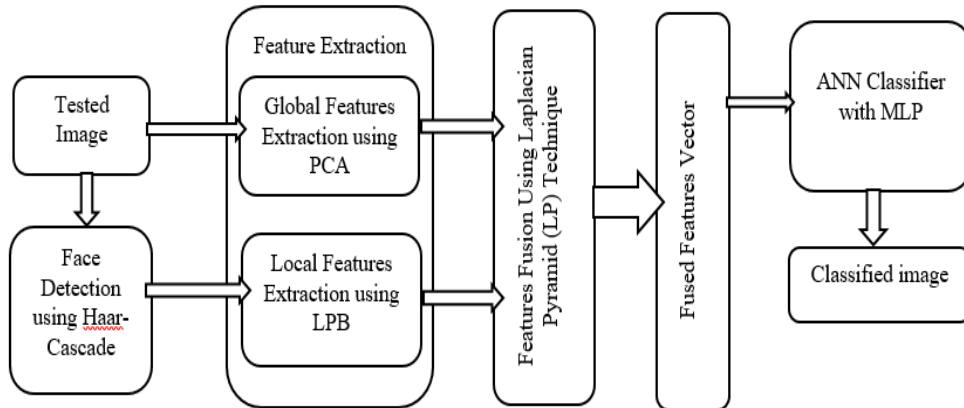 Tested
Image
Face
Detection
using Haar-
Cascade
Feature Extraction
Global Features
Extraction using
PCA
Local Features
Extraction using
LPB
Features Fusion Using Laplacian
Pyramid (LP) Technique
Fused Features Vector
ANN Classifier
with MLP
Classified image